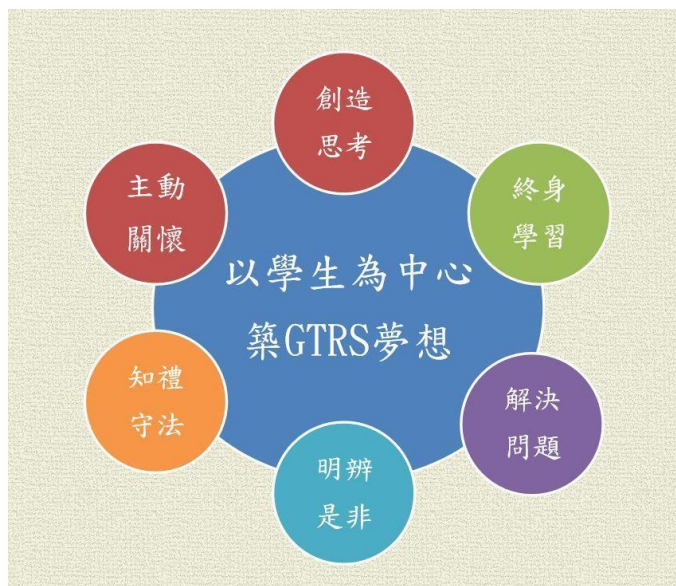 創造
思考
主動
關懷
終身
學習
以學生為中心
築GTRS夢想
知禮
守法
解決
問題
明辨
是非